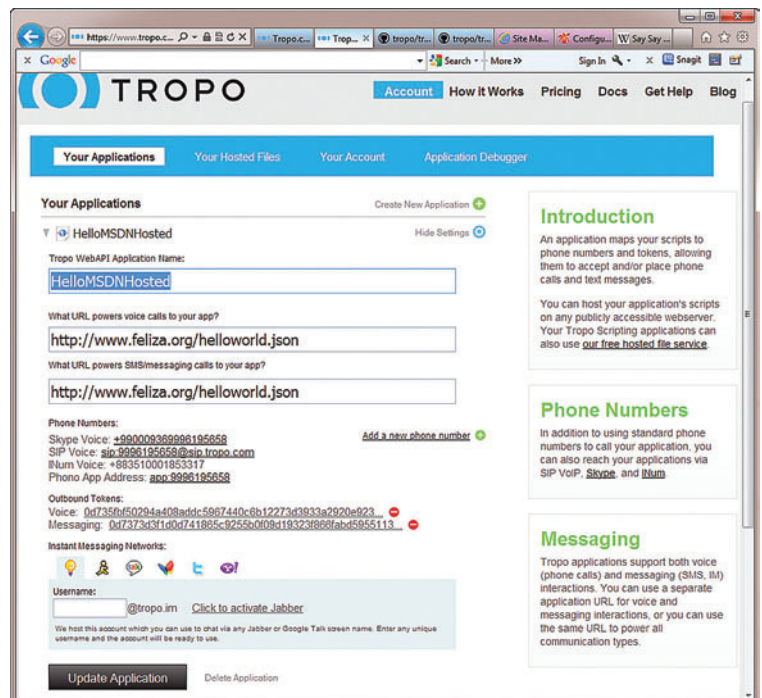 https://www.tropo.c...
Tropo.c...
Trop...
tropo/tr...
tropo/tr...
Site Ma...
Configu...
Say Say ...
Google
Search
More »
Sign In
Snagit
TROPO
Account
How it Works
Pricing
Docs
Get Help
Blog
Your Applications
Your Hosted Files
Your Account
Application Debugger
Your Applications
Create New Application
HelloMSDNHosted
Hide Settings
Tropo WebAPI Application Name:
HelloMSDNHosted
What URL powers voice calls to your app?
http://www.feliza.org/helloworld.json
What URL powers SMS/messaging calls to your app?
http://www.feliza.org/helloworld.json
Phone Numbers:
Add a new phone number
Skype Voice: +990009369996195658
SIP Voice: sip:9996195658@sip.tropo.com
INum Voice: +883510001853317
Phono App Address: app:9996195658
Outbound Tokens:
Voice: 0d735fbf50294a408addc5967440c6b12273d3933a2920e923...
Messaging: 0d7373d3f1d0d741865c9255b0f09d19323f866fabd5955113...
Instant Messaging Networks:
Username:
@tropo.im Click to activate Jabber
We host this account which you can use to chat via any Jabber or Google Talk screen name. Enter any unique
username and the account will be ready to use.
Update Application
Delete Application
Introduction
An application maps your scripts to
phone numbers and tokens, allowing
them to accept and/or place phone
calls and text messages.
You can host your application's scripts
on any publicly accessible webserver.
Your Tropo Scripting applications can
also use our free hosted file service.
Phone Numbers
In addition to using standard phone
numbers to call your application, you
can also reach your applications via
SIP VoIP, Skype, and INum.
Messaging
Tropo applications support both voice
(phone calls) and messaging (SMS, IM)
interactions. You can use a separate
application URL for voice and
messaging interactions, or you can use
the same URL to power all
communication types.